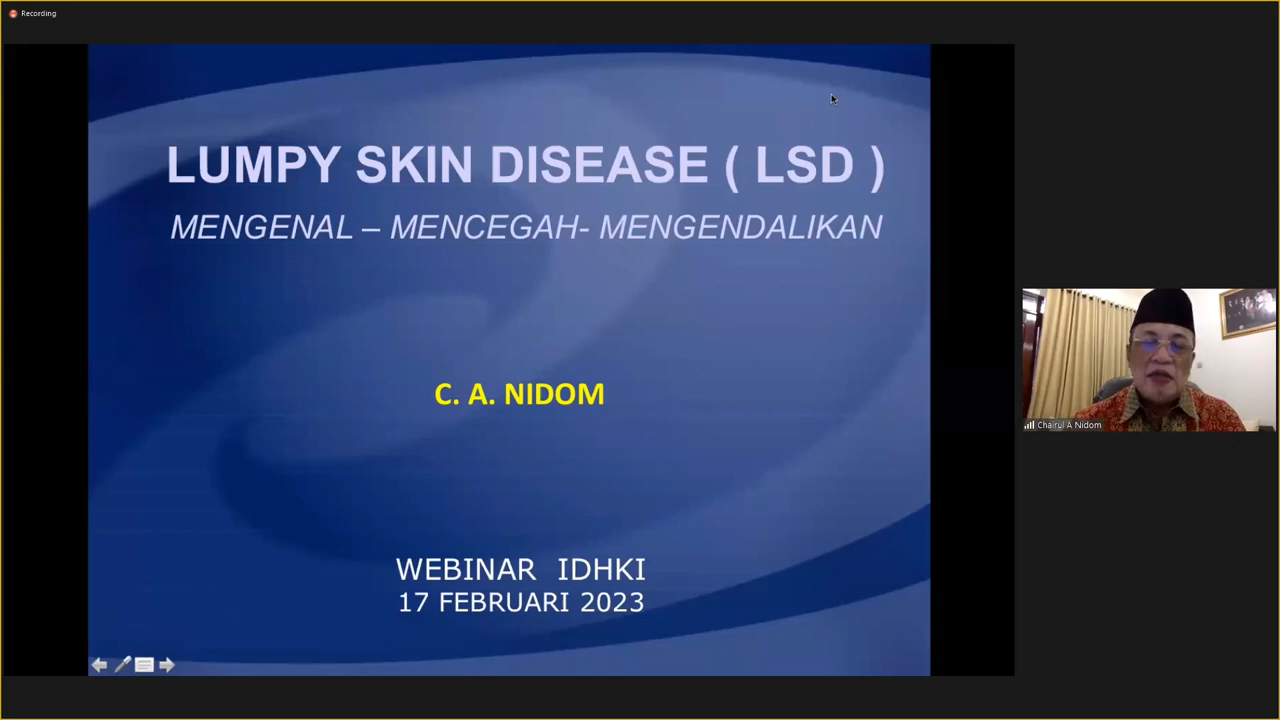 Recording
LUMPY SKIN DISEASE ( LSD )
MENGENAL – MENCEGAH- MENGENDALIKAN
C. A. NIDOM
WEBINAR IDHKI
17 FEBRUARI 2023
Chairul A Nidom